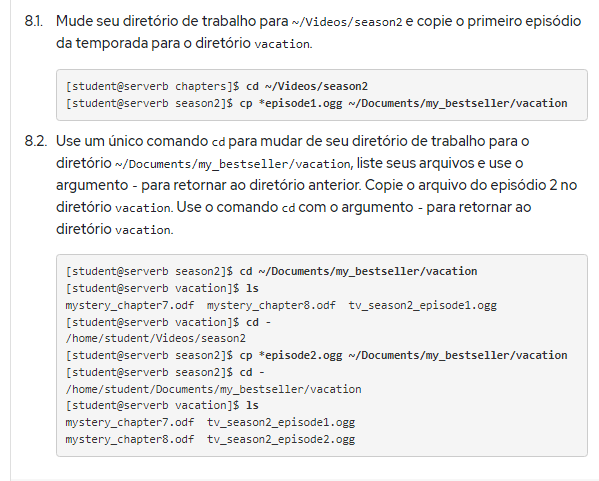 8.1. Mude seu diretório de trabalho para ~/Videos/season2 e copie o primeiro episódio
da temporada para o diretório vacation.
[student@serverb chapters]$ cd ~/Videos/season2
[student@serverb season2]$ cp *episode1.ogg ~/Documents/my_bestseller/vacation
8.2. Use um único comando cd para mudar de seu diretório de trabalho para o
diretório ~/Documents/my_bestseller/vacation, liste seus arquivos e use o
argumento - para retornar ao diretório anterior. Copie o arquivo do episódio 2 no
diretório vacation. Use o comando cd com o argumento - para retornar ao
diretório vacation.
[student@serverb season2]$ cd ~/Documents/my_bestseller/vacation
[student@serverb vacation]$ ls
mystery_chapter7.odf  mystery_chapter8.odf  tv_season2_episode1.ogg
[student@serverb vacation]$ cd -
/home/student/Videos/season2
[student@serverb season2]$ cp *episode2.ogg ~/Documents/my_bestseller/vacation
[student@serverb season2]$ cd -
/home/student/Documents/my_bestseller/vacation
[student@serverb vacation]$ ls
mystery_chapter7.odf  tv_season2_episode1.ogg
mystery_chapter8.odf  tv_season2_episode2.ogg